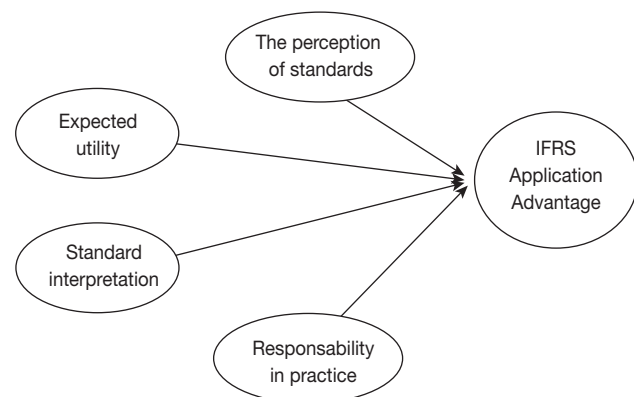 The perception
of standards
Expected
utility
IFRS
Application
Advantage
Standard
interpretation
Responsability
in practice